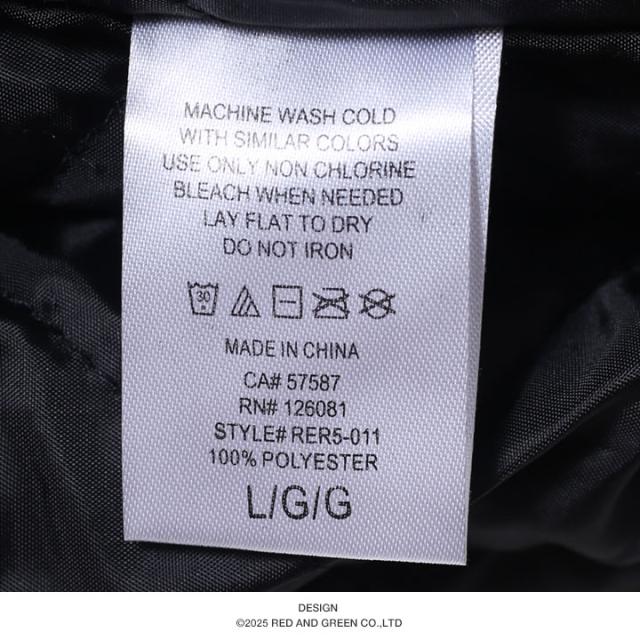 MACHINE WASH COLD
WITH SIMILAR COLORS
USE ONLY NON CHLORINE
BLEACH WHEN NEEDED
LAY FLAT TO DRY
DO NOT IRON
30
MADE IN CHINA
CA# 57587
RN# 126081
STYLE# RER5-011
100% POLYESTER
L/G/G
DESIGN
©2025 RED AND GREEN CO.,LTD